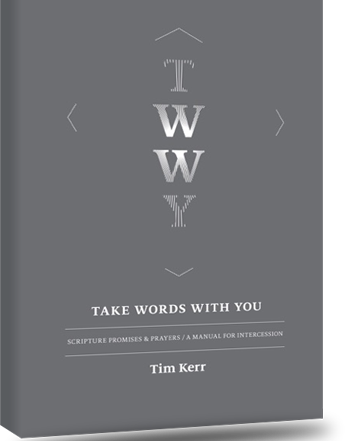 T
W
W
Y
TAKE WORDS WITH YOU
SCRIPTURE PROMISES & PRAYERS / A MANUAL FOR INTERCESSION
Tim Kerr